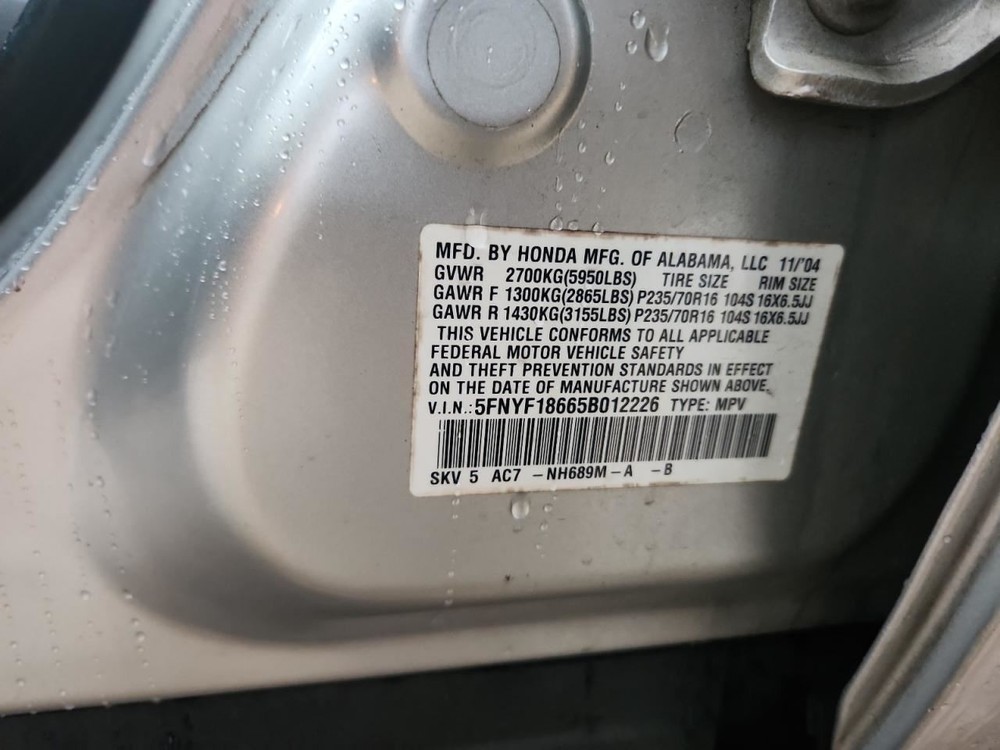 MFD. BY HONDA MFG. OF ALABAMA, LLC 11/'04
GVWR 2700KG(5950LBS) TIRE SIZE RIM SIZE
GAWR F 1300KG(2865LBS) P235/70R16 104S 16X6.5JJ
GAWR R 1430KG(3155LBS) P235/70R16 104S 16X6.5JJ
THIS VEHICLE CONFORMS TO ALL APPLICABLE
FEDERAL MOTOR VEHICLE SAFETY
AND THEFT PREVENTION STANDARDS IN EFFECT
ON THE DATE OF MANUFACTURE SHOWN ABOVE.
V.I.N.: 5FNYF18665B012226 TYPE: MPV
SKV 5 AC7 -NH689M-A -B